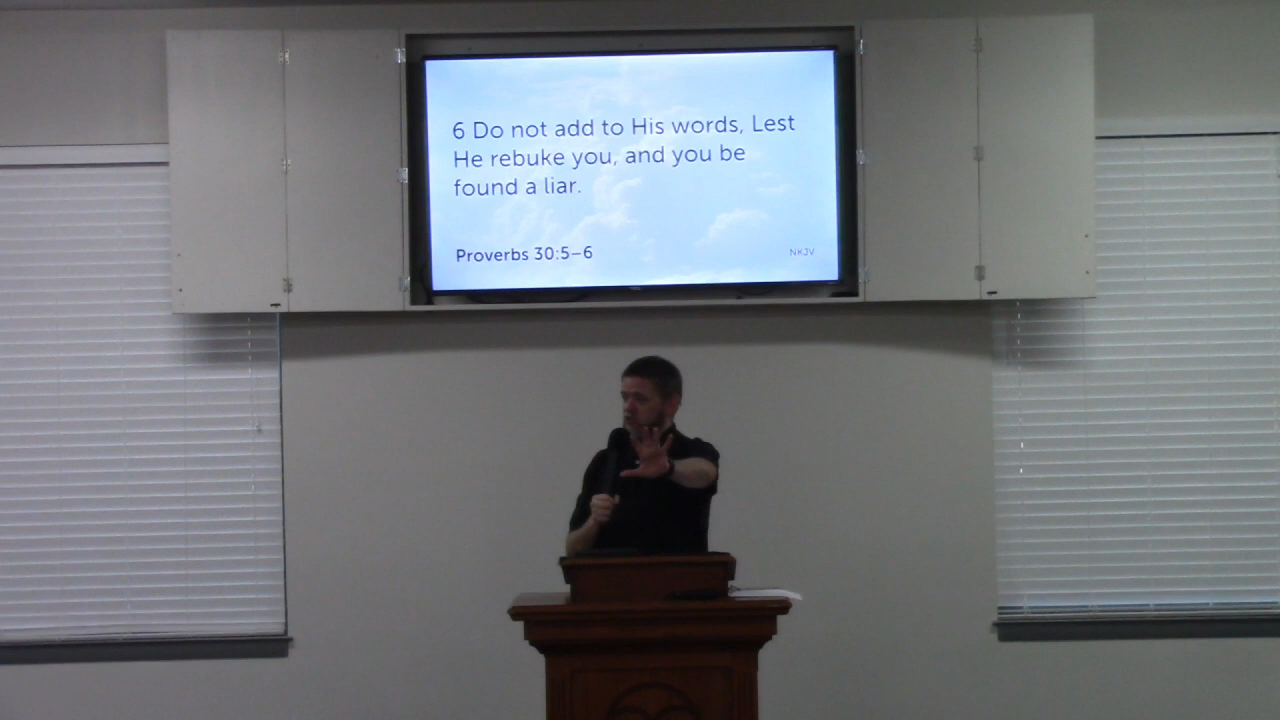 6 Do not add to His words, Lest
He rebuke you, and you be
found a liar.
Proverbs 30:5–6
NKJV